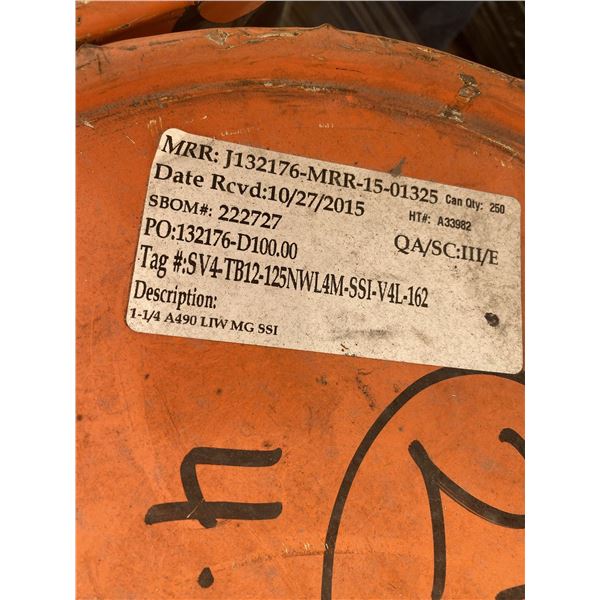 MRR: J132176-MRR-15-01325 Can Qty: 250
Date Rcvd:10/27/2015 HT#: A33982
SBOM#: 222727 QA/SC:III/E
PO:132176-D100.00
Tag #:SV4-TB12-125NWL4M-SSI-V4L-162
Description:
1-1/4 A490 LIW MG SSI